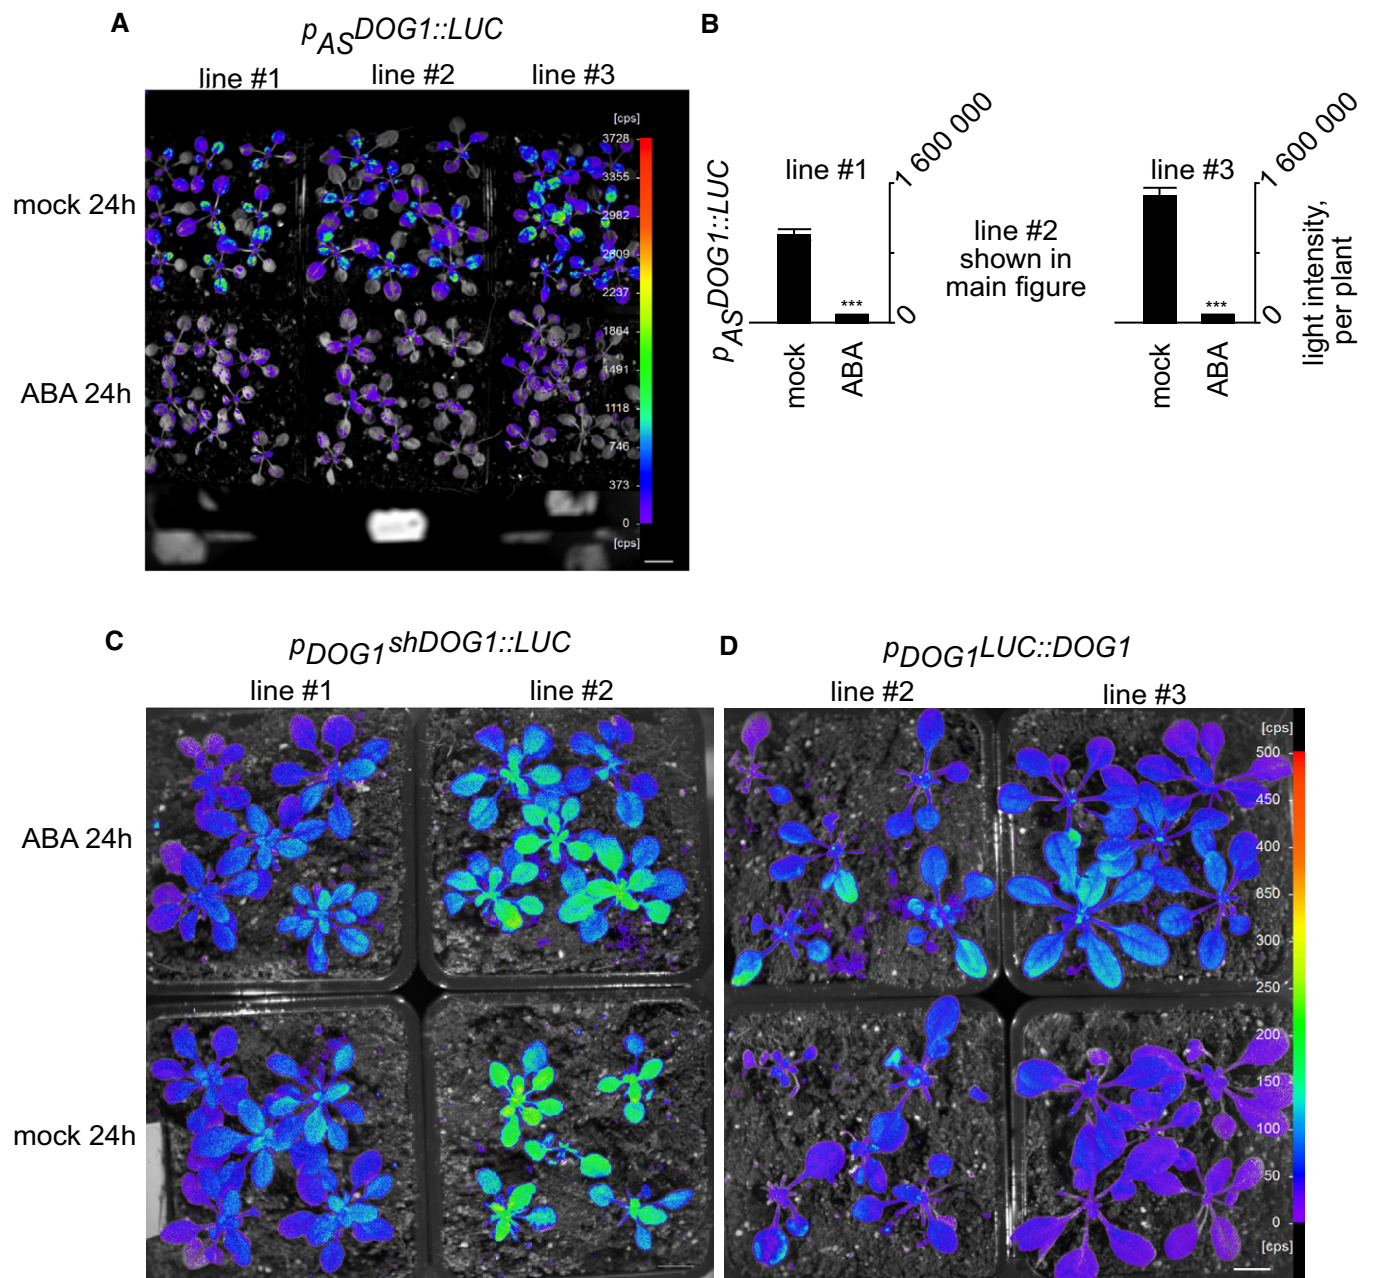 A
pASDOG1::LUC
line #1 line #2 line #3
mock 24h
ABA 24h
[cps]
3728
3355
2982
2609
2237
1864
1491
1118
746
373
0
[cps]
B
pASDOG1::LUC
line #1
1 600 000
0
***
mock
ABA
line #2
shown in
main figure
line #3
1 600 000
0
***
mock
ABA
light intensity,
per plant
C
pDOG1shDOG1::LUC
line #1 line #2
ABA 24h
mock 24h
D
pDOG1LUC::DOG1
line #2 line #3
[cps]
500
450
400
350
300
250
200
150
100
50
0
[cps]